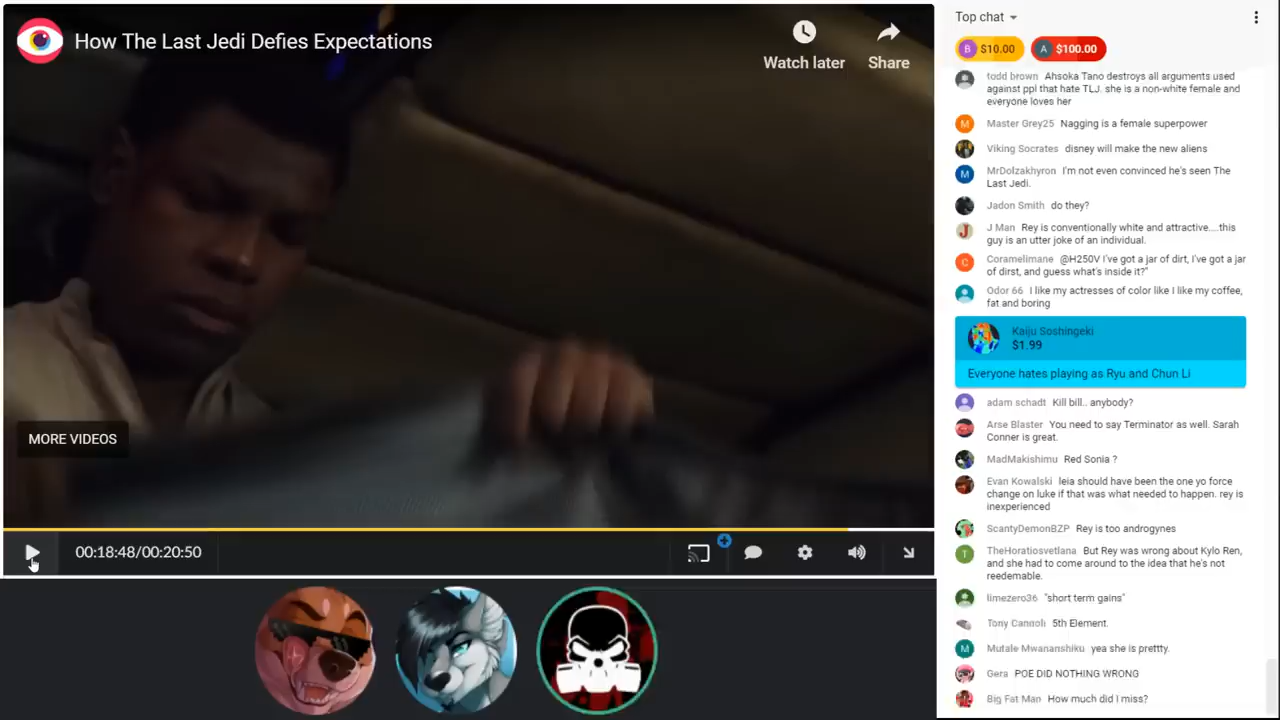 How The Last Jedi Defies Expectations
Watch later
Share
MORE VIDEOS
00:18:48/00:20:50
Top chat
B $10.00
A $100.00
todd brown Ahsoka Tano destroys all arguments used
against ppl that hate TLJ. she is a non-white female and
everyone loves her
M
Master Grey25 Nagging is a female superpower
Viking Socrates disney will make the new aliens
M
MrDolzakhyron I'm not even convinced he's seen The
Last Jedi.
Jadon Smith do they?
J
J Man Rey is conventionally white and attractive....this
guy is an utter joke of an individual.
C
Coramelimane @H250V I've got a jar of dirt, I've got a jar
of dirst, and guess what's inside it?"
Odor 66 I like my actresses of color like I like my coffee,
fat and boring
Kaiju Soshingeki
$1.99
Everyone hates playing as Ryu and Chun Li
adam schadt Kill bill.. anybody?
Arse Blaster You need to say Terminator as well. Sarah
Conner is great.
MadMakishimu Red Sonia ?
Evan Kowalski leia should have been the one yo force
change on luke if that was what needed to happen. rey is
inexperienced
ScantyDemonBZP Rey is too androgynes
T
TheHoratiosvetlana But Rey was wrong about Kylo Ren,
and she had to come around to the idea that he's not
reedemable.
limezero36 "short term gains"
Tony Cannoli 5th Element.
M
Mutale Mwananshiku yea she is prettty.
Gera POE DID NOTHING WRONG
Big Fat Man How much did I miss?